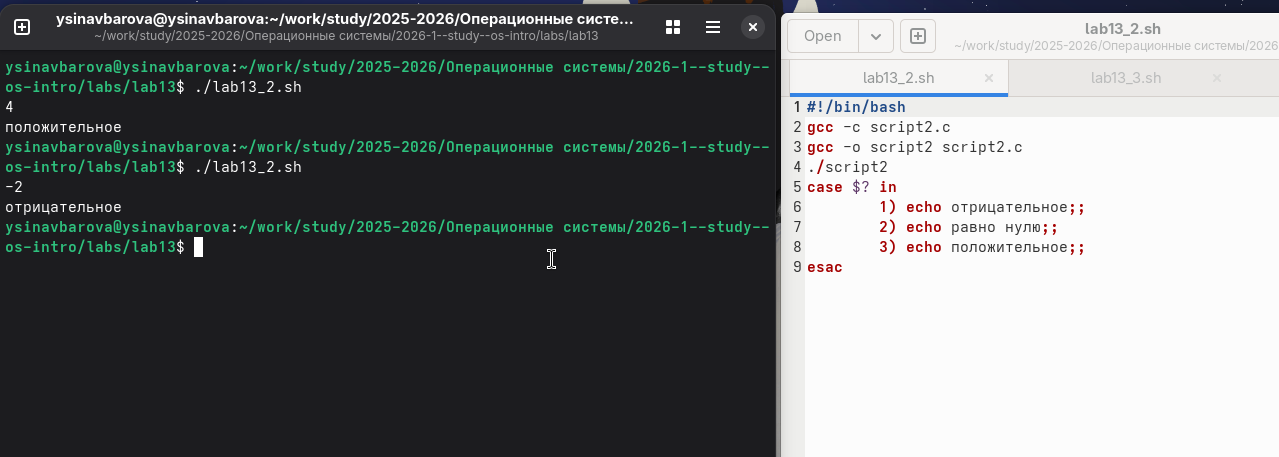 ysinavbarova@ysinavbarova:~/work/study/2025-2026/Операционные систе...
~/work/study/2025-2026/Операционные системы/2026-1--study--os-intro/labs/lab13
ysinavbarova@ysinavbarova:~/work/study/2025-2026/Операционные системы/2026-1--study--
os-intro/labs/lab13$ ./lab13_2.sh
4
положительное
ysinavbarova@ysinavbarova:~/work/study/2025-2026/Операционные системы/2026-1--study--
os-intro/labs/lab13$ ./lab13_2.sh
-2
отрицательное
ysinavbarova@ysinavbarova:~/work/study/2025-2026/Операционные системы/2026-1--study--
os-intro/labs/lab13$
Open
lab13_2.sh
~/work/study/2025-2026/Операционные системы/2026
lab13_2.sh
lab13_3.sh
1 #!/bin/bash
2 gcc -c script2.c
3 gcc -o script2 script2.c
4 ./script2
5 case $? in
6 1) echo отрицательное;;
7 2) echo равно нулю;;
8 3) echo положительное;;
9 esac